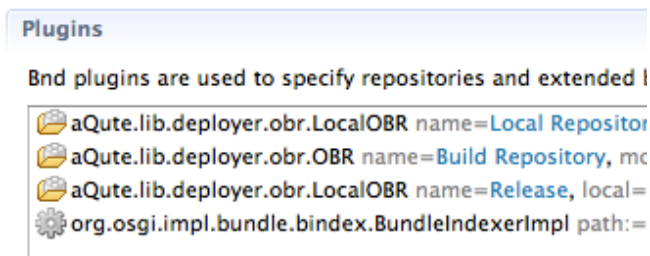 Plugins
Bnd plugins are used to specify repositories and extended
aQute.lib.deployer.obr.LocalOBR name=Local Repositor
aQute.lib.deployer.obr.OBR name=Build Repository, mo
aQute.lib.deployer.obr.LocalOBR name=Release, local=
org.osgi.impl.bundle.bindex.BundleIndexerImpl path:=